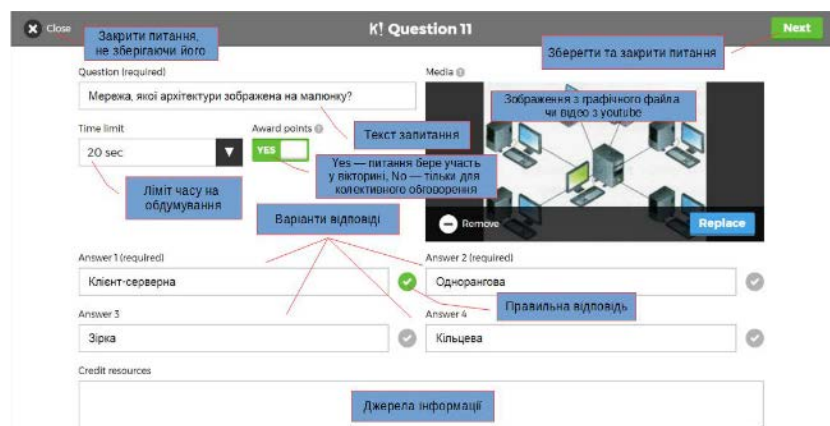 Close
Закрити питання,
не зберігаючи його
K! Question 11
Next
Зберегти та закрити питання
Question (required)
Мережа, якої архітектури зображена на малюнку?
Media
Зображення з графічного файла
чи відео з youtube
Time limit
20 sec
Award points
YES
Текст запитання
Yes — питання бере участь
у вікторині, No — тільки для
колективного обговорення
Ліміт часу на
обдумування
Варіанти відповіді
Remove
Replace
Answer 1 (required)
Клієнт-серверна
Answer 2 (required)
Однорангова
Правильна відповідь
Answer 3
Зірка
Answer 4
Кільцева
Credit resources
Джерела інформації